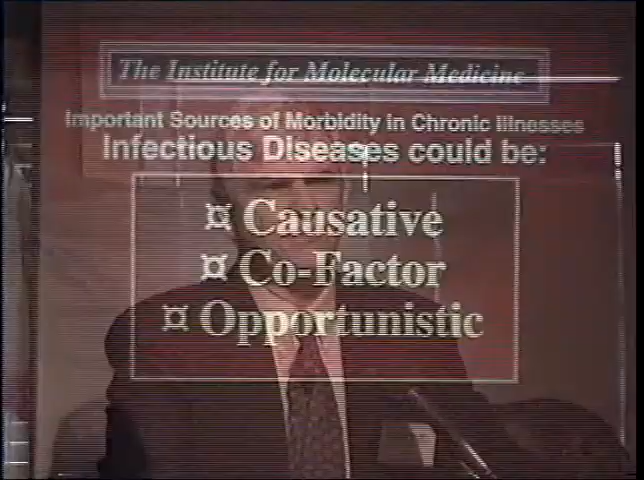 The Institute for Molecular Medicine
Important Sources of Morbidity in Chronic Illnesses
Infectious Diseases could be:
¤ Causative
¤ Co-Factor
¤ Opportunistic